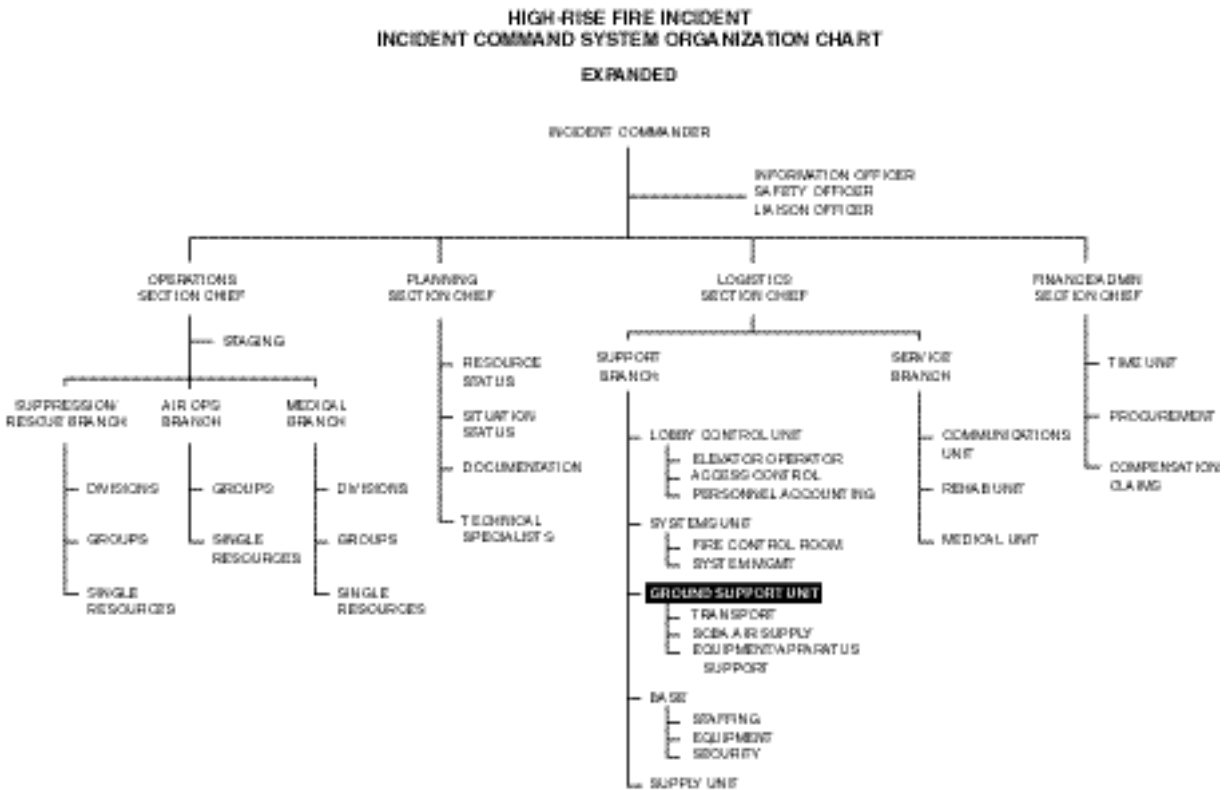 HIGH-RISE FIRE INCIDENT
INCIDENT COMMAND SYSTEM ORGANIZATION CHART
EXPANDED
INCIDENT COMMANDER
INFORMATION OFFICER
SAFETY OFFICER
LIAISON OFFICER
OPERATIONS
SECTION CHIEF
PLANNING
SECTION CHIEF
LOGISTICS
SECTION CHIEF
FINANCE/ADMIN
SECTION CHIEF
STAGING
SUPPRESSION/
RESCUE BRANCH
AIR OPS
BRANCH
MEDICAL
BRANCH
DIVISIONS
GROUPS
SINGLE
RESOURCES
GROUPS
SINGLE
RESOURCES
DIVISIONS
GROUPS
SINGLE
RESOURCES
RESOURCE
STATUS
SITUATION
STATUS
DOCUMENTATION
TECHNICAL
SPECIALISTS
SUPPORT
BRANCH
LOBBY CONTROL UNIT
ELEVATOR OPERATOR
ACCESS CONTROL
PERSONNEL ACCOUNTING
SYSTEMS UNIT
FIRE CONTROL ROOM
SYSTEM MGMT
GROUND SUPPORT UNIT
TRANSPORT
SCBA AIR SUPPLY
EQUIPMENT/APPARATUS
SUPPORT
BASE
STAFFING
EQUIPMENT
SECURITY
SUPPLY UNIT
SERVICE
BRANCH
COMMUNICATIONS
UNIT
REHAB UNIT
MEDICAL UNIT
TIME UNIT
PROCUREMENT
COMPENSATION
CLAIMS